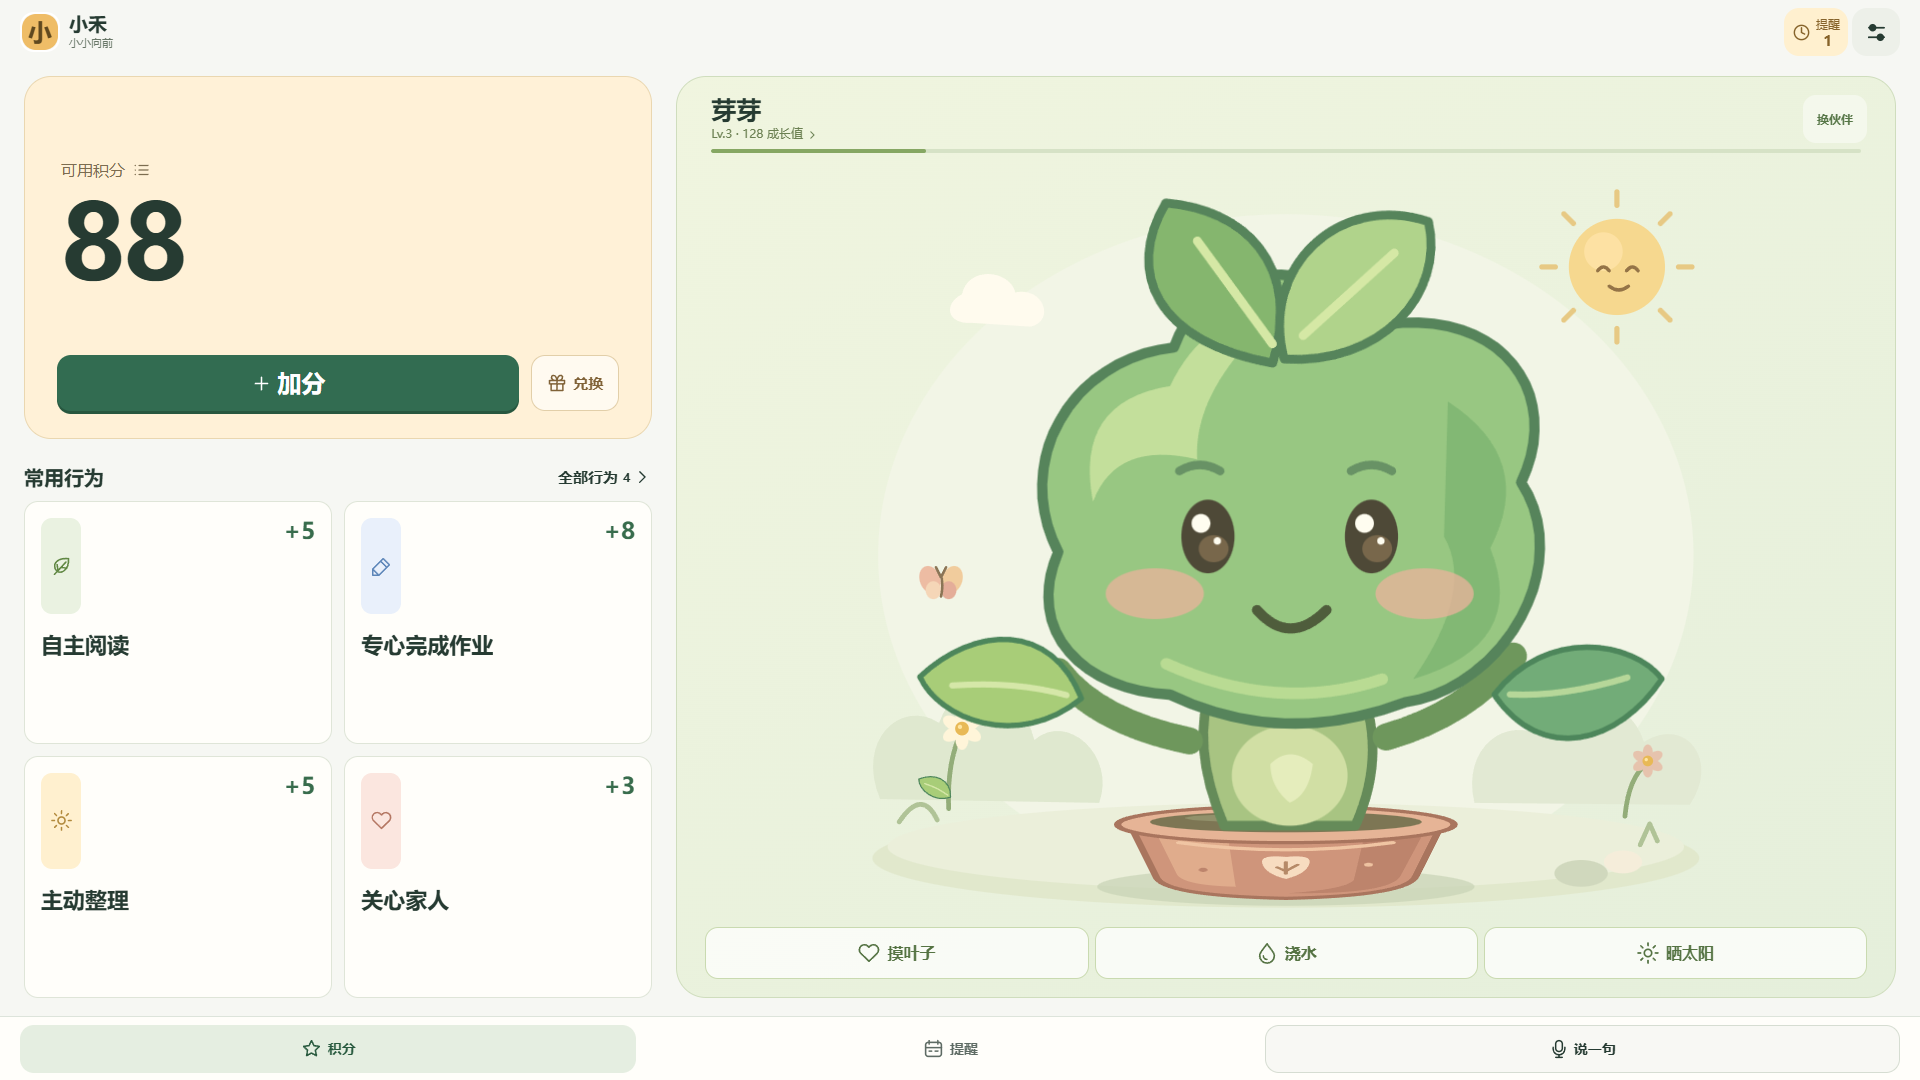 小
小禾
小小向前
提醒
1
可用积分
88
+ 加分
兑换
常用行为
全部行为 4 >
+5
自主阅读
+8
专心完成作业
+5
主动整理
+3
关心家人
芽芽
Lv.3 · 128 成长值 >
换伙伴
摸叶子
浇水
晒太阳
积分
提醒
说一句